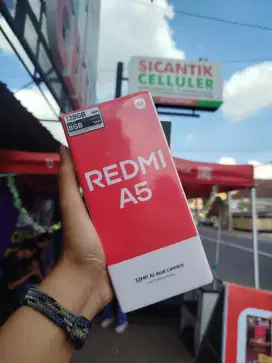 SICANTIK
CELLULER
128GB
8GB
REDMI
A5
32MP AI dual camera